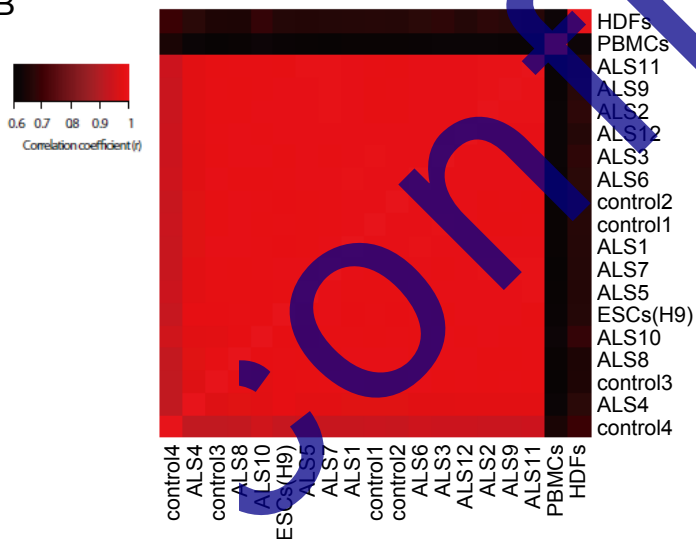 B
HDFs
PBMCs
ALS11
ALS9
ALS2
ALS12
ALS3
ALS6
control2
control1
ALS1
ALS7
ALS5
ESCs(H9)
ALS10
ALS8
control3
ALS4
control4
0.6 0.7 0.8 0.9 1
Correlation coefficient (r)
control4
ALS4
control3
ALS8
ALS10
ESCs(H9)
ALS5
ALS7
ALS1
control1
control2
ALS6
ALS3
ALS12
ALS2
ALS9
ALS11
PBMCs
HDFs